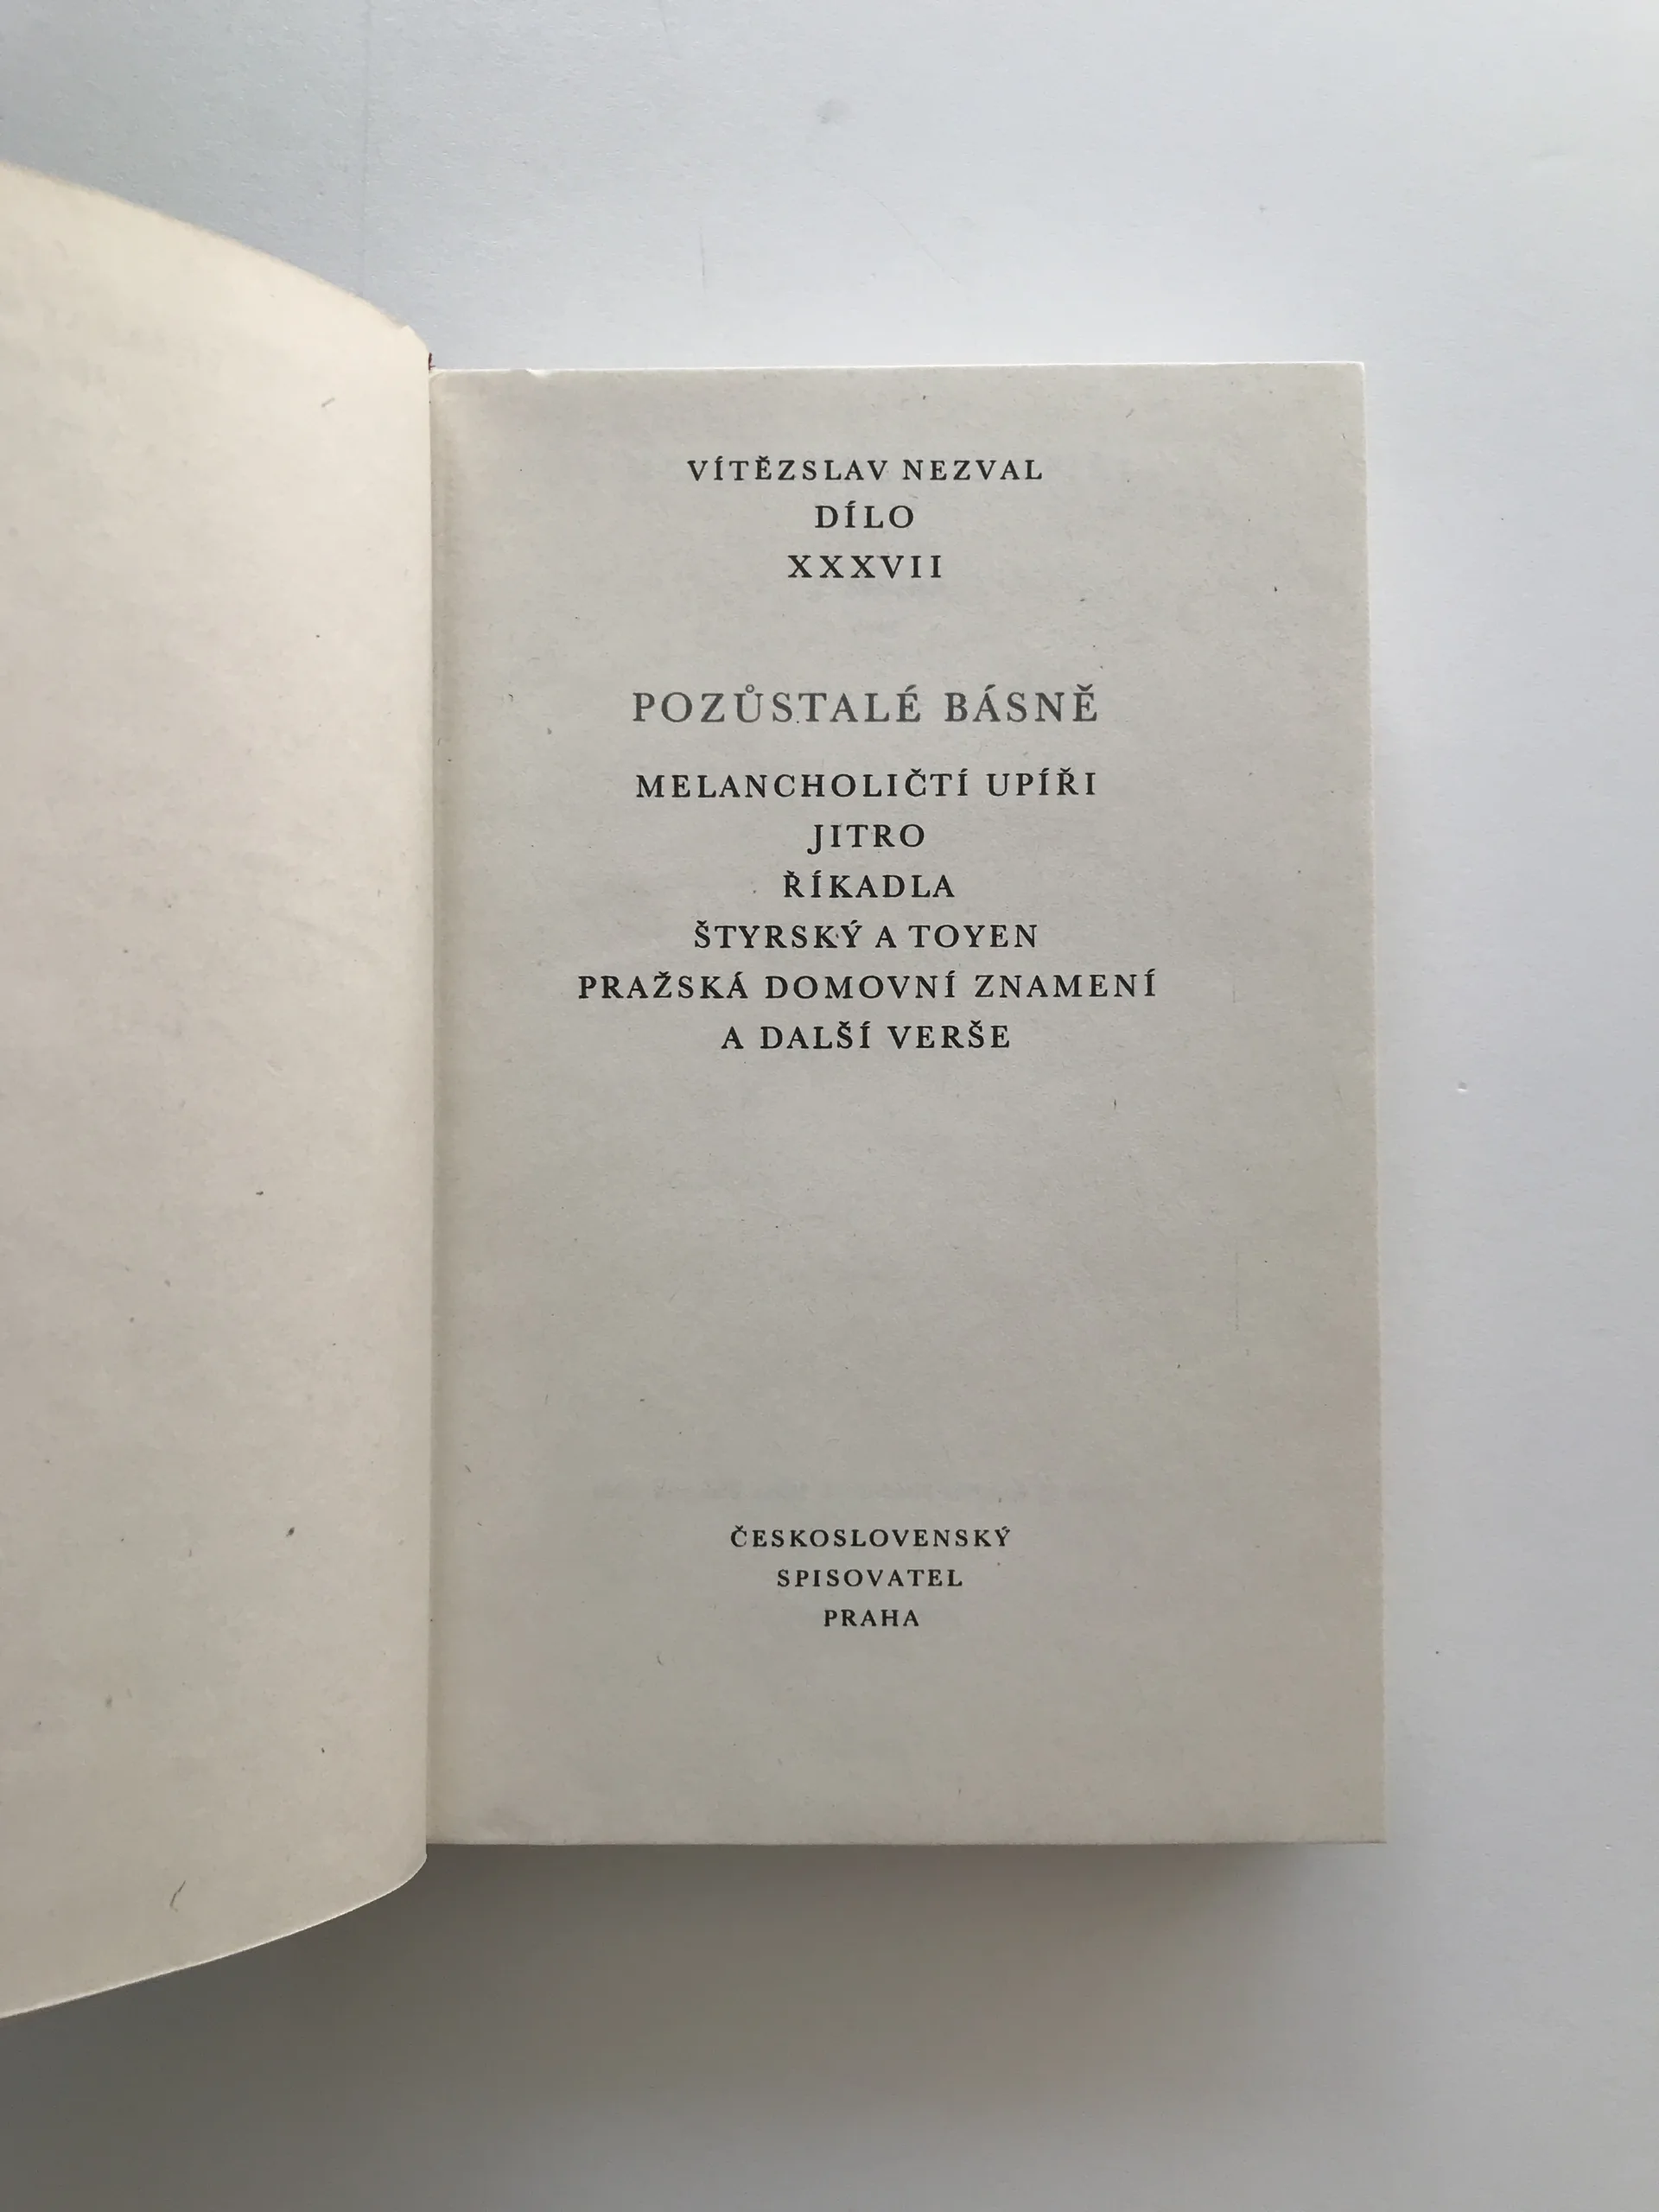 VÍTĚZSLAV NEZVAL
DÍLO
XXXVII
POZŮSTALÉ BÁSNĚ
MELANCHOLIČTÍ UPÍŘI
JITRO
ŘÍKADLA
ŠTYRSKÝ A TOYEN
PRAŽSKÁ DOMOVNÍ ZNAMENÍ
A DALŠÍ VERŠE
ČESKOSLOVENSKÝ
SPISOVATEL
PRAHA